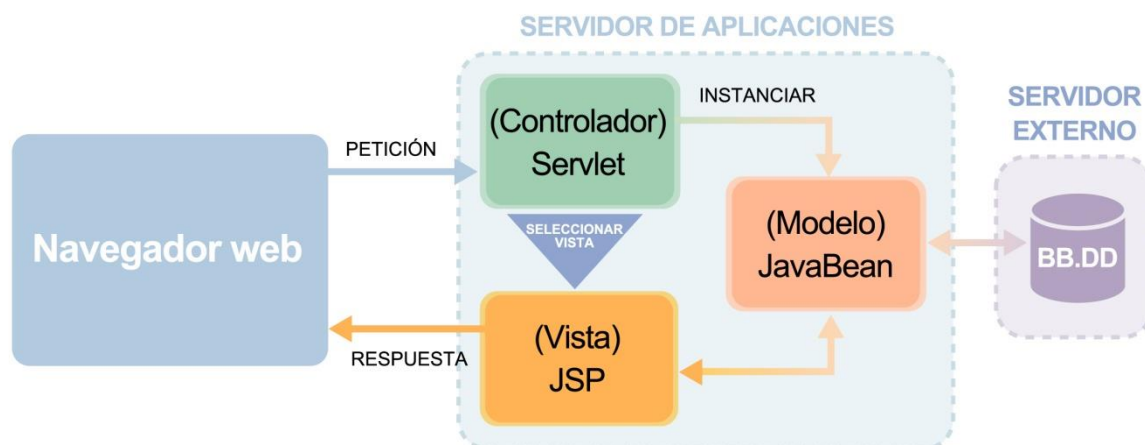 SERVIDOR DE APLICACIONES
(Controlador)
Servlet
INSTANCIAR
SERVIDOR
EXTERNO
PETICIÓN
Navegador web
SELECCIONAR
VISTA
(Modelo)
JavaBean
BB.DD
(Vista)
JSP
RESPUESTA